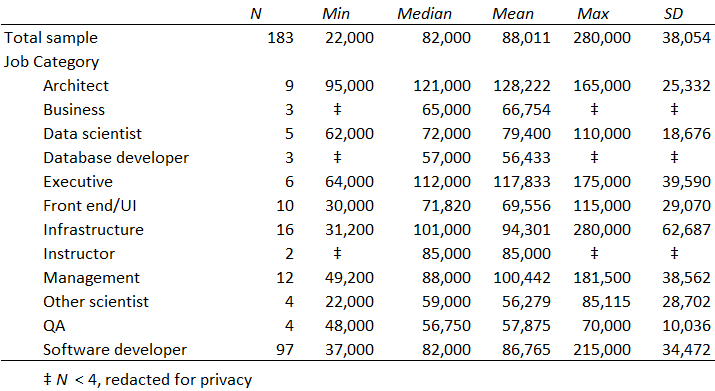 N Min Median Mean Max SD
Total sample 183 22,000 82,000 88,011 280,000 38,054
Job Category
Architect 9 95,000 121,000 128,222 165,000 25,332
Business 3 ‡ 65,000 66,754 ‡ ‡
Data scientist 5 62,000 72,000 79,400 110,000 18,676
Database developer 3 ‡ 57,000 56,433 ‡ ‡
Executive 6 64,000 112,000 117,833 175,000 39,590
Front end/UI 10 30,000 71,820 69,556 115,000 29,070
Infrastructure 16 31,200 101,000 94,301 280,000 62,687
Instructor 2 ‡ 85,000 85,000 ‡ ‡
Management 12 49,200 88,000 100,442 181,500 38,562
Other scientist 4 22,000 59,000 56,279 85,115 28,702
QA 4 48,000 56,750 57,875 70,000 10,036
Software developer 97 37,000 82,000 86,765 215,000 34,472
‡ N < 4, redacted for privacy